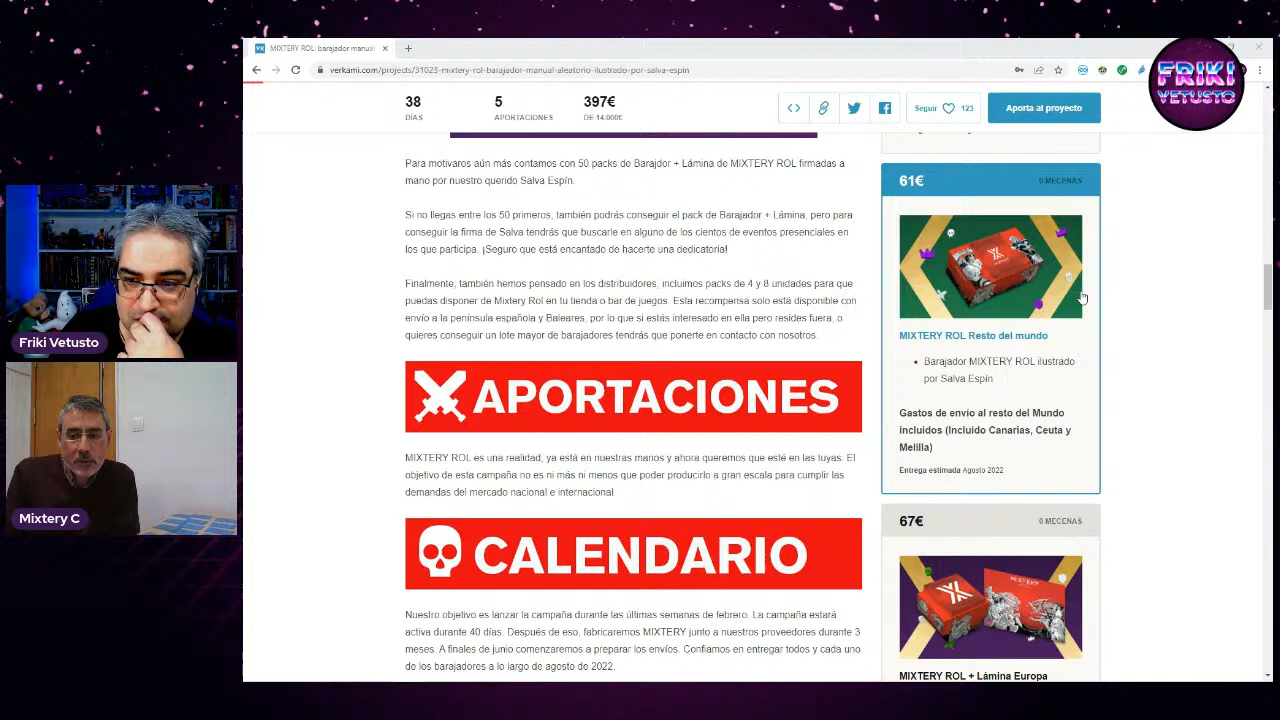 FRIKI
VETUSTO
MIXTERY ROL: barajador manua
verkami.com/projects/31023-mixtery-rol-barajador-manual-aleatorio-ilustrado-por-salva-espin
38
DÍAS
5
APORTACIONES
397€
DE 14.000€
Seguir
123
Aporta al proyecto
Para motivaros aún más contamos con 50 packs de Barajdor + Lámina de MIXTERY ROL firmadas a
mano por nuestro querido Salva Espín.
Si no llegas entre los 50 primeros, también podrás conseguir el pack de Barajador + Lámina, pero para
conseguir la firma de Salva tendrás que buscarle en alguno de los cientos de eventos presenciales en
los que participa. ¡Seguro que está encantado de hacerte una dedicatoria!
Finalmente, también hemos pensado en los distribuidores, incluimos packs de 4 y 8 unidades para que
puedas disponer de Mixtery Rol en tu tienda o bar de juegos. Esta recompensa solo está disponible con
envío a la península española y Baleares, por lo que si estás interesado en ella pero resides fuera, o
quieres conseguir un lote mayor de barajadores tendrás que ponerte en contacto con nosotros.
APORTACIONES
MIXTERY ROL es una realidad, ya está en nuestras manos y ahora queremos que esté en las tuyas. El
objetivo de esta campaña no es ni más ni menos que poder producirlo a gran escala para cumplir las
demandas del mercado nacional e internacional.
CALENDARIO
Nuestro objetivo es lanzar la campaña durante las últimas semanas de febrero. La campaña estará
activa durante 40 días. Después de eso, fabricaremos MIXTERY junto a nuestros proveedores durante 3
meses. A finales de junio comenzaremos a preparar los envíos. Confiamos en entregar todos y cada uno
de los barajadores a lo largo de agosto de 2022.
61€
0 MECENAS
MIXTERY ROL Resto del mundo
Barajador MIXTERY ROL ilustrado
por Salva Espín
Gastos de envío al resto del Mundo
incluidos (Incluido Canarias, Ceuta y
Melilla)
Entrega estimada Agosto 2022
67€
0 MECENAS
MIXTERY ROL + Lámina Europa
Friki Vetusto
Mixtery C